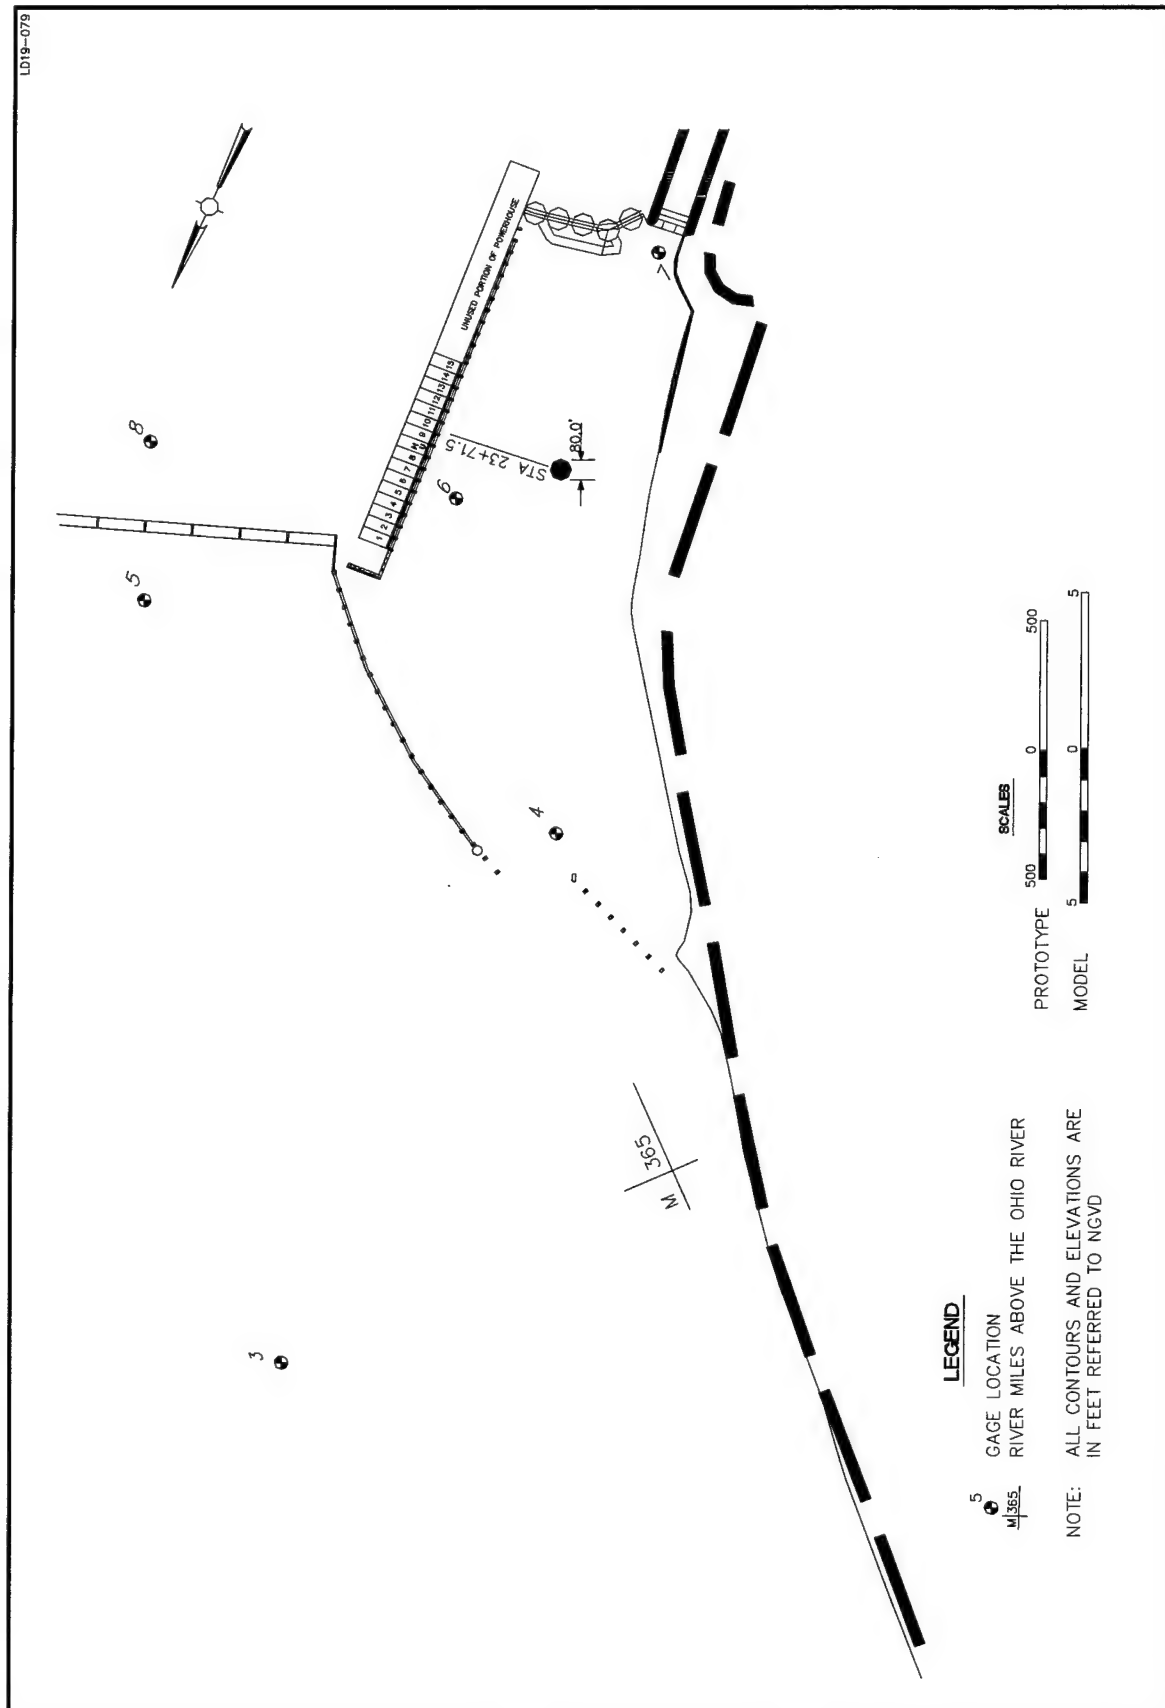 LD19-079
8
5
UNUSED PORTION OF POWERHOUSE
1 2 3 4 5 6 7 8 9 10 11 12 13 14 15
STA 23+71.5
80.0'
6
7
4
3
M 365
SCALES
PROTOTYPE 500 0 500
MODEL 5 0 5
LEGEND
5 GAGE LOCATION
M 365 RIVER MILES ABOVE THE OHIO RIVER
NOTE: ALL CONTOURS AND ELEVATIONS ARE
IN FEET REFERRED TO NGVD